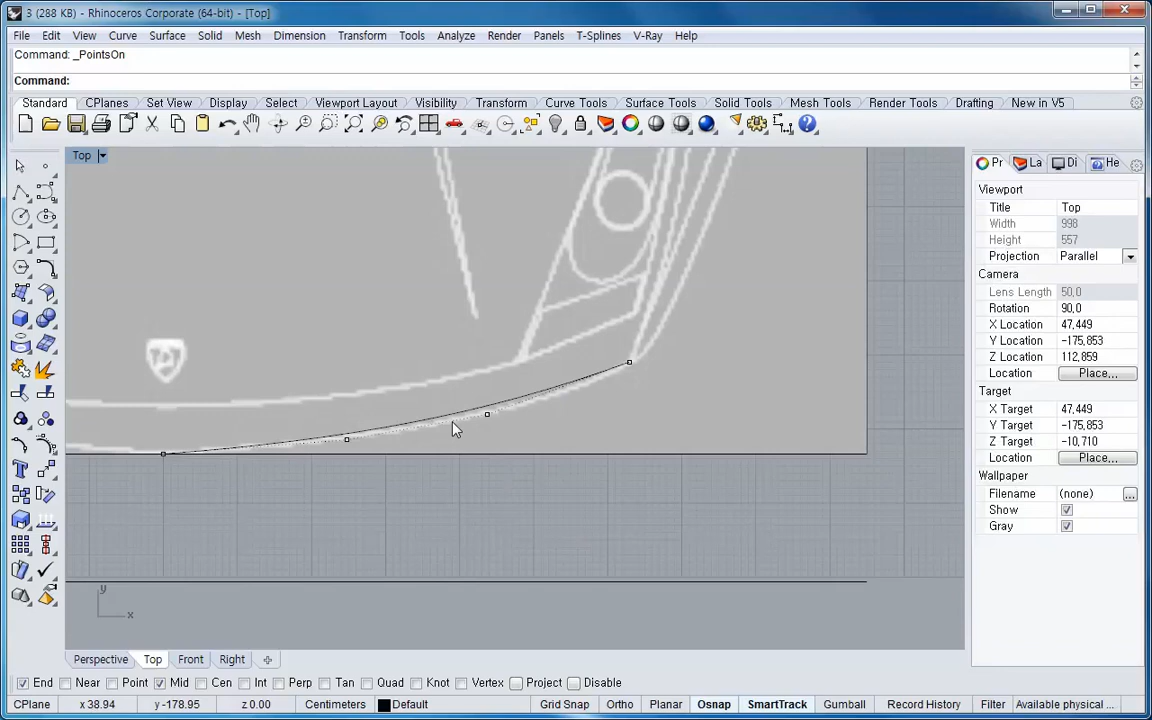 3 (288 KB) - Rhinoceros Corporate (64-bit) - [Top]
File Edit View Curve Surface Solid Mesh Dimension Transform Tools Analyze Render Panels T-Splines V-Ray Help
Command: _PointsOn
Command:
Standard CPlanes Set View Display Select Viewport Layout Visibility Transform Curve Tools Surface Tools Solid Tools Mesh Tools Render Tools Drafting New in V5
Top
Pr La Di He
Viewport
Title Top
Width 998
Height 557
Projection Parallel
Camera
Lens Length 50,0
Rotation 90,0
X Location 47,449
Y Location -175,853
Z Location 112,859
Location Place...
Target
X Target 47,449
Y Target -175,853
Z Target -10,710
Location Place...
Wallpaper
Filename (none) ...
Show
Gray
y
x
Perspective Top Front Right
End Near Point Mid Cen Int Perp Tan Quad Knot Vertex Project Disable
CPlane x 38.94 y -178.95 z 0.00 Centimeters Default Grid Snap Ortho Planar Osnap SmartTrack Gumball Record History Filter Available physical ...